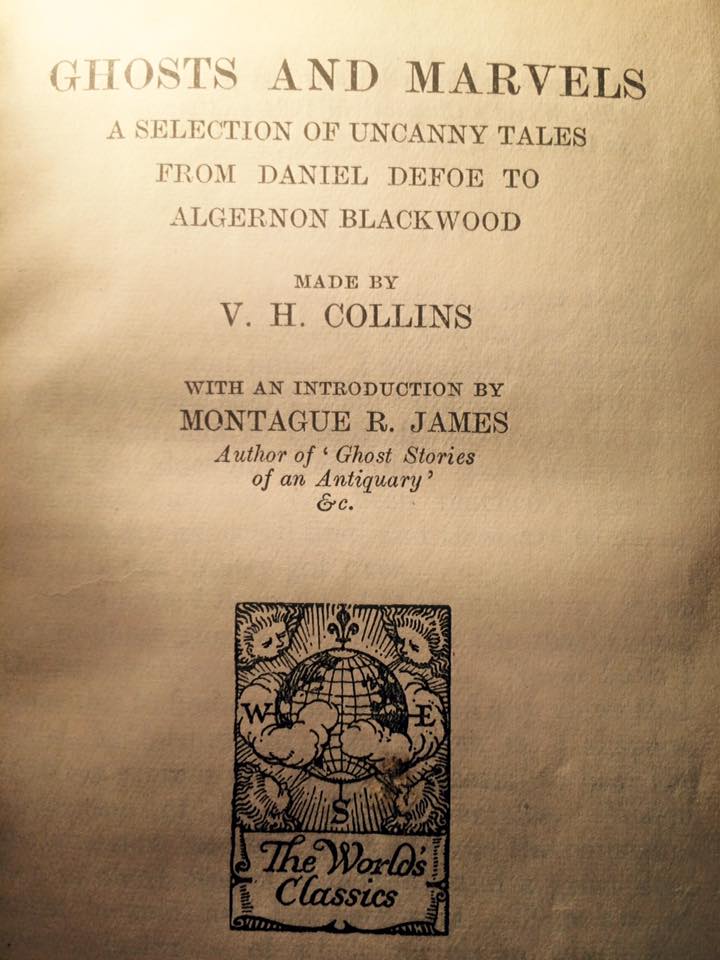 GHOSTS AND MARVELS
A SELECTION OF UNCANNY TALES
FROM DANIEL DEFOE TO
ALGERNON BLACKWOOD
MADE BY
V. H. COLLINS
WITH AN INTRODUCTION BY
MONTAGUE R. JAMES
Author of ‘ Ghost Stories
of an Antiquary ’
&c.
W E
S
The World's
Classics